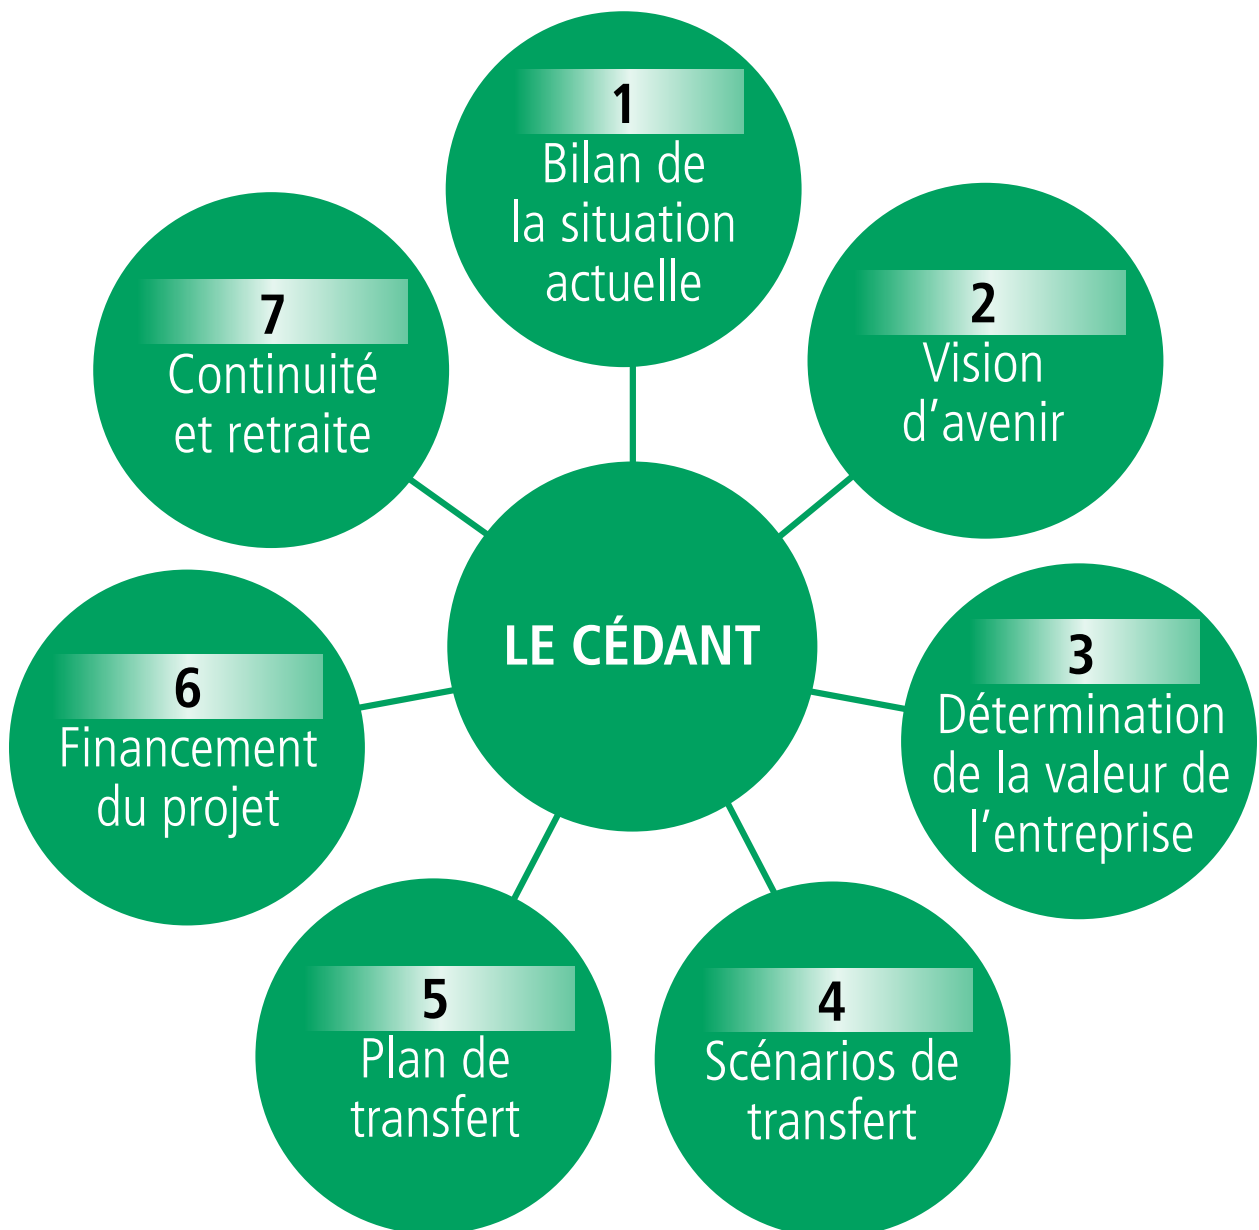 1
Bilan de
la situation
actuelle
2
Vision
d’avenir
3
Détermination
de la valeur de
l’entreprise
4
Scénarios de
transfert
5
Plan de
transfert
6
Financement
du projet
7
Continuité
et retraite
LE CÉDANT